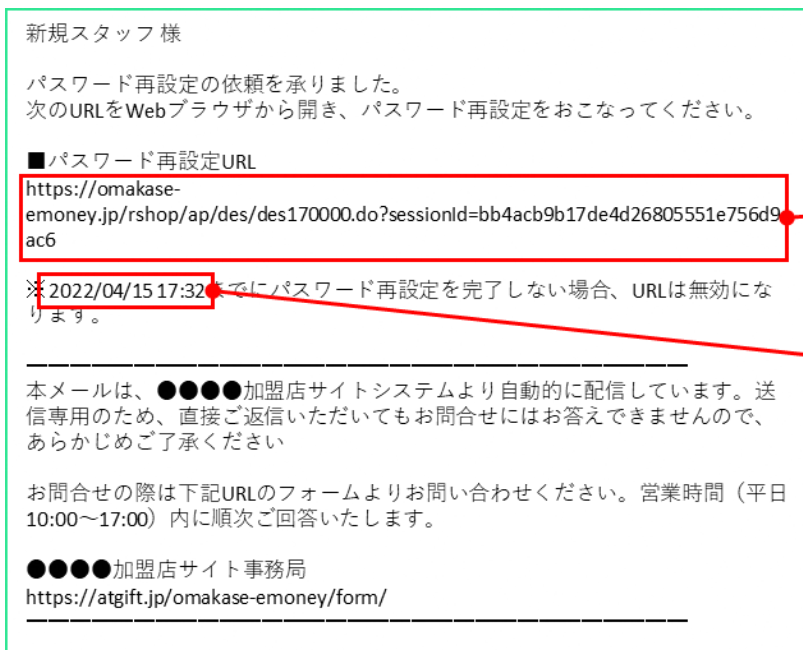 新規スタッフ 様
パスワード再設定の依頼を承りました。
次のURLをWebブラウザから開き、パスワード再設定をおこなってください。
■パスワード再設定URL
https://omakase-
emoney.jp/rshop/ap/des/des170000.do?sessionId=bb4acb9b17de4d26805551e756d9
ac6
※2022/04/15 17:32までにパスワード再設定を完了しない場合、URLは無効にな
ります。
本メールは、●●●●加盟店サイトシステムより自動的に配信しています。送
信専用のため、直接ご返信いただいてもお問合せにはお答えできませんので、
あらかじめご了承ください
お問合せの際は下記URLのフォームよりお問い合わせください。営業時間（平日
10:00～17:00）内に順次ご回答いたします。
●●●●加盟店サイト事務局
https://atgift.jp/omakase-emoney/form/